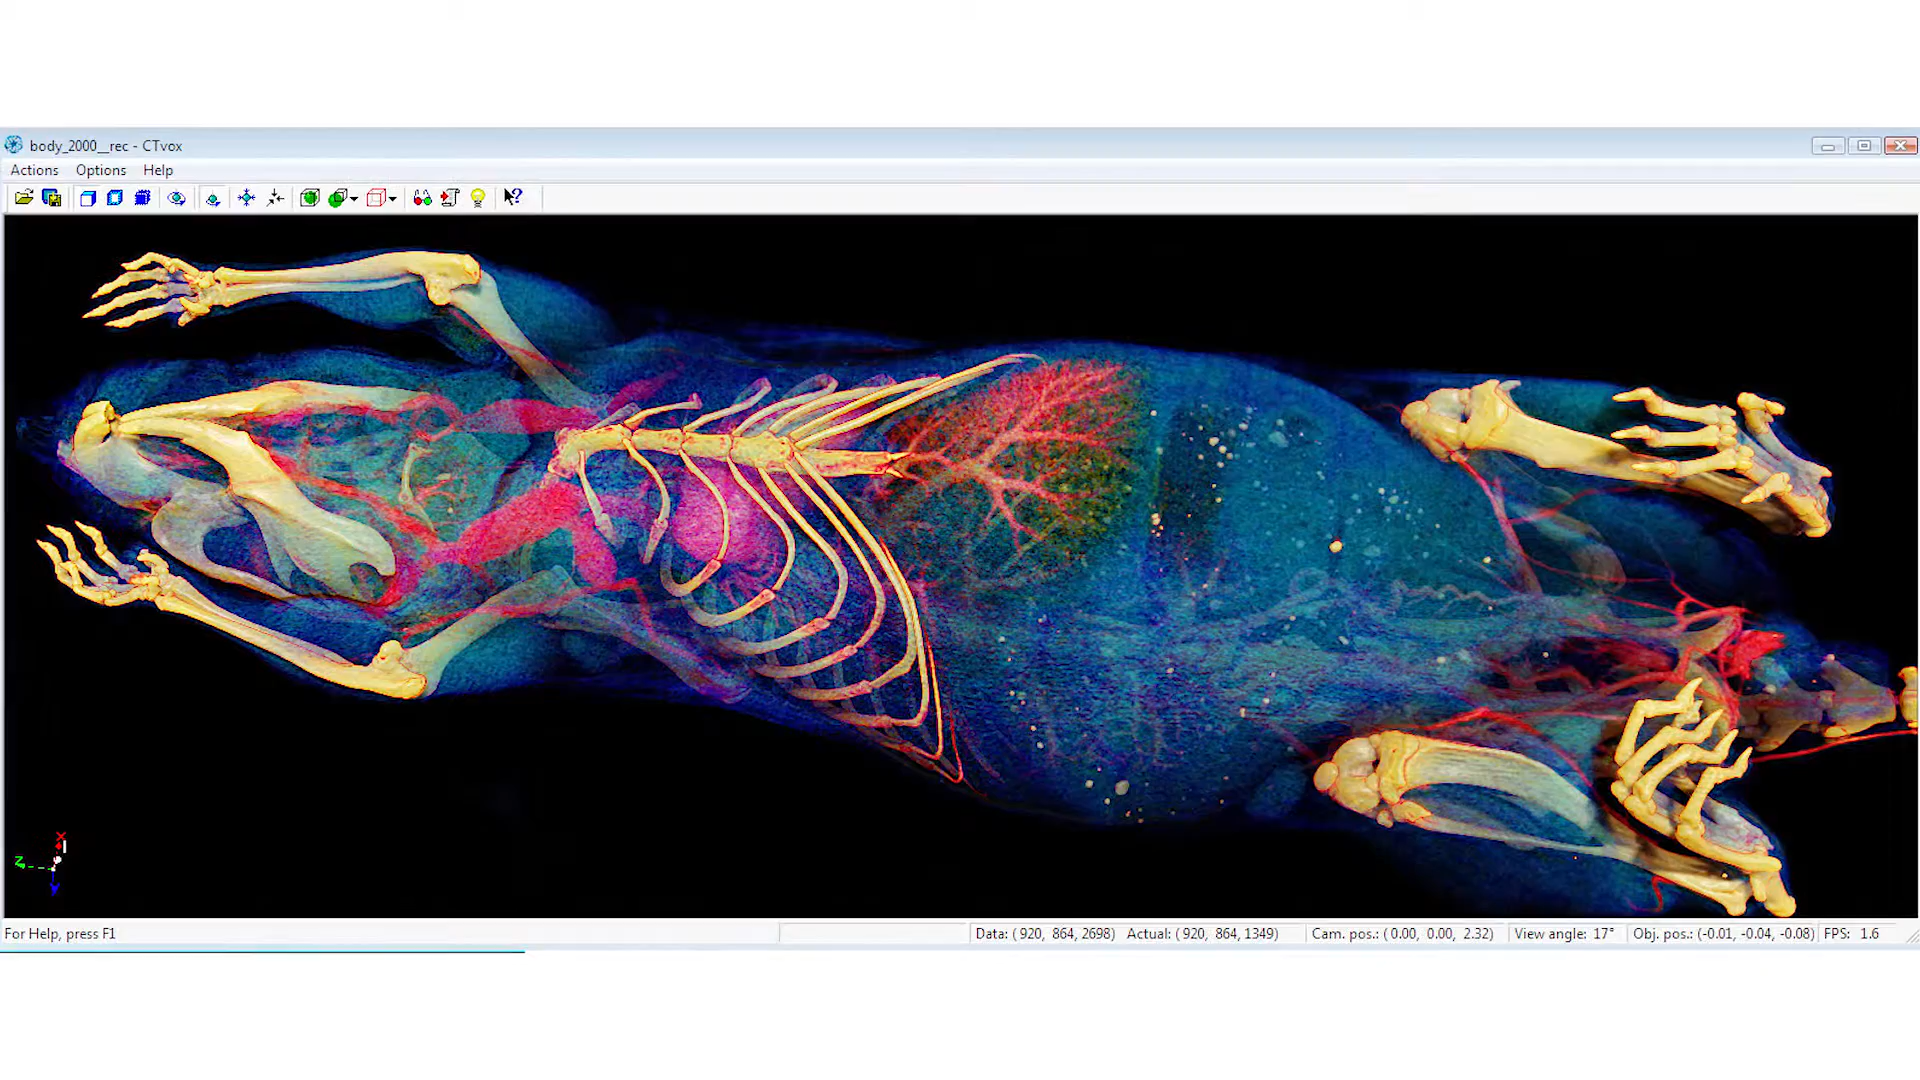 body_2000__rec - CTvox
Actions Options Help
For Help, press F1
Data: ( 920, 864, 2698) Actual: ( 920, 864, 1349) Cam. pos.: ( 0.00, 0.00, 2.32) View angle: 17° Obj. pos.: (-0.01, -0.04, -0.08) FPS: 1.6
X
Z